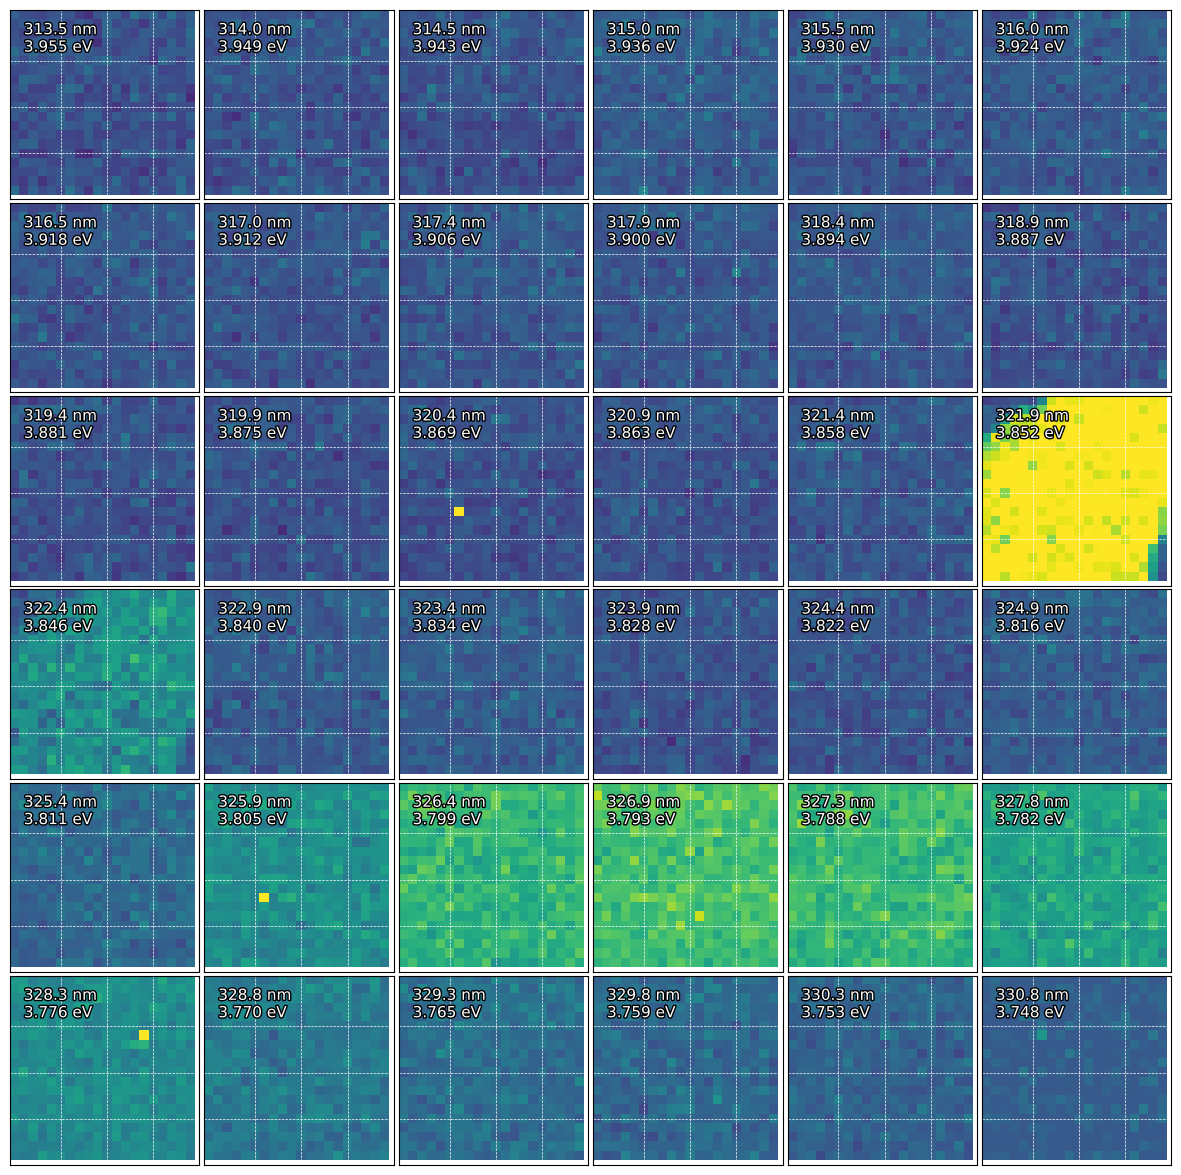 313.5 nm
3.955 eV
314.0 nm
3.949 eV
314.5 nm
3.943 eV
315.0 nm
3.936 eV
315.5 nm
3.930 eV
316.0 nm
3.924 eV
316.5 nm
3.918 eV
317.0 nm
3.912 eV
317.4 nm
3.906 eV
317.9 nm
3.900 eV
318.4 nm
3.894 eV
318.9 nm
3.887 eV
319.4 nm
3.881 eV
319.9 nm
3.875 eV
320.4 nm
3.869 eV
320.9 nm
3.863 eV
321.4 nm
3.858 eV
321.9 nm
3.852 eV
322.4 nm
3.846 eV
322.9 nm
3.840 eV
323.4 nm
3.834 eV
323.9 nm
3.828 eV
324.4 nm
3.822 eV
324.9 nm
3.816 eV
325.4 nm
3.811 eV
325.9 nm
3.805 eV
326.4 nm
3.799 eV
326.9 nm
3.793 eV
327.3 nm
3.788 eV
327.8 nm
3.782 eV
328.3 nm
3.776 eV
328.8 nm
3.770 eV
329.3 nm
3.765 eV
329.8 nm
3.759 eV
330.3 nm
3.753 eV
330.8 nm
3.748 eV